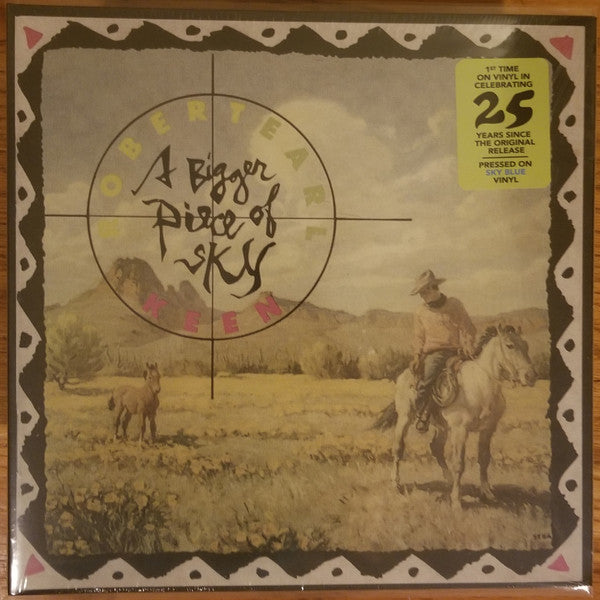 ROBERT EARL
A Bigger
Piece of
SKY
KEEN
1ST TIME
ON VINYL IN
CELEBRATING
25
YEARS SINCE
THE ORIGINAL
RELEASE
PRESSED ON
SKY BLUE
VINYL